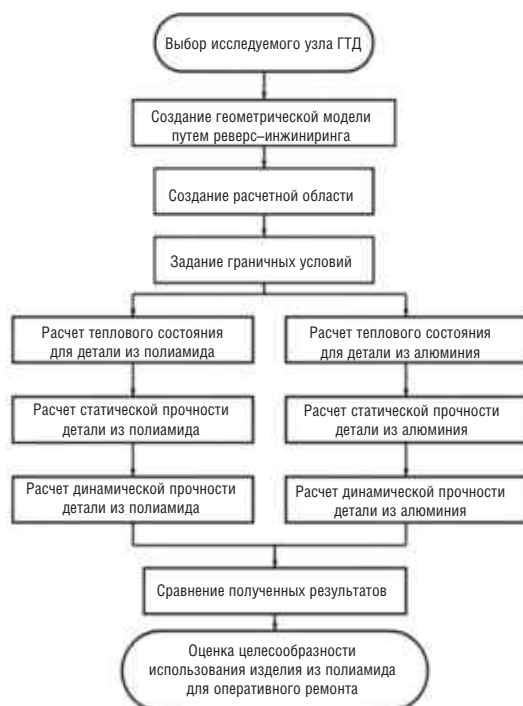 Выбор исследуемого узла ГТД
Создание геометрической модели
путем реверс–инжиниринга
Создание расчетной области
Задание граничных условий
Расчет теплового состояния
для детали из полиамида
Расчет теплового состояния
для детали из алюминия
Расчет статической прочности
детали из полиамида
Расчет статической прочности
детали из алюминия
Расчет динамической прочности
детали из полиамида
Расчет динамической прочности
детали из алюминия
Сравнение полученных результатов
Оценка целесообразности
использования изделия из полиамида
для оперативного ремонта